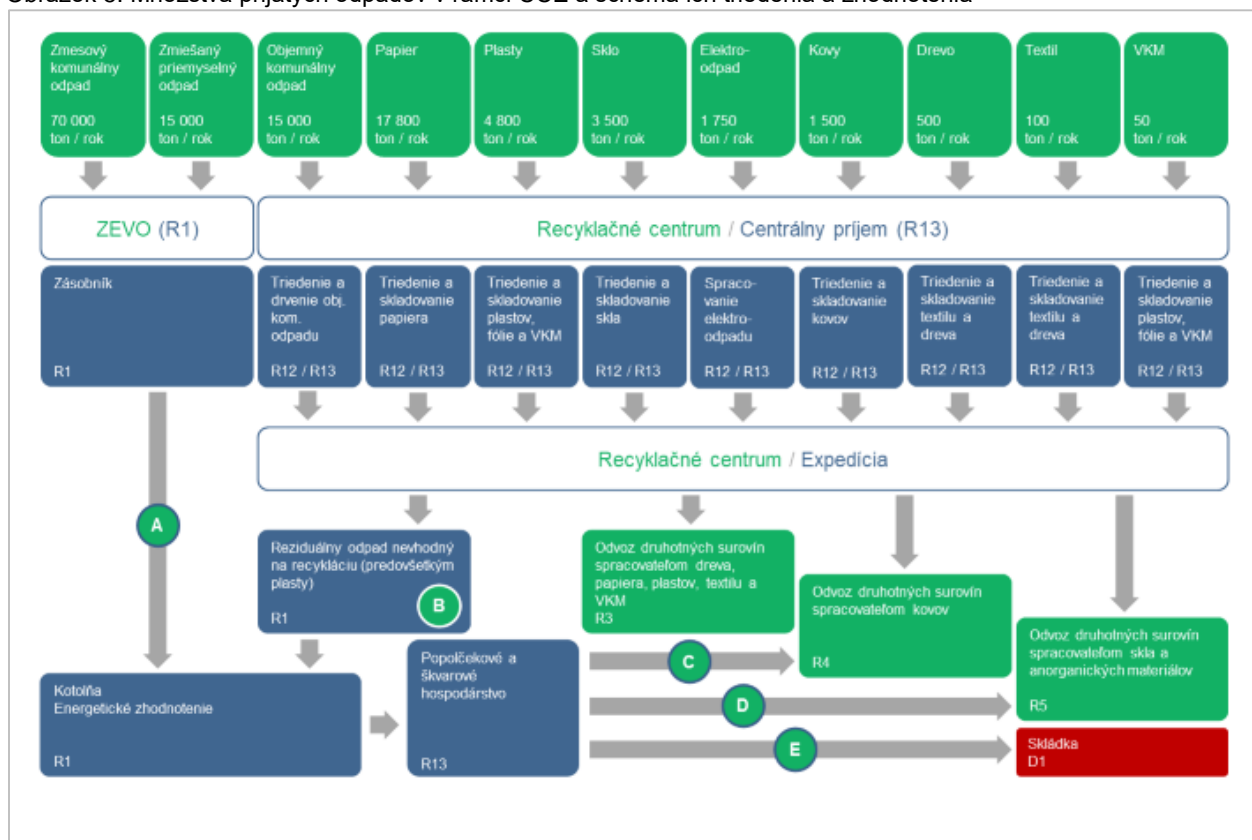 Obrázok 3: Množstvá prijatých odpadov v rámci
Zmesový
komunálny
odpad
70 000
ton / rok
Zmiešaný
priemyselný
odpad
15 000
ton / rok
Objemný
komunálny
odpad
15 000
ton / rok
Papier
17 800
ton / rok
Plasty
4 800
ton / rok
Sklo
3 500
ton / rok
Elektro-
odpad
1 750
ton / rok
Kovy
1 500
ton / rok
Drevo
500
ton / rok
Textil
100
ton / rok
VKM
50
ton / rok
ZEVO (R1)
Recyklačné centrum / Centrálny príjem (R13)
Zásobník
R1
Triedenie a
drvenie obj.
kom.
odpadu
R12 / R13
Triedenie a
skladovanie
papiera
R12 / R13
Triedenie a
skladovanie
plastov,
fólie a VKM
R12 / R13
Triedenie a
skladovanie
skla
R12 / R13
Spraco-
vanie
elektro-
odpadu
R12 / R13
Triedenie a
skladovanie
kovov
R12 / R13
Triedenie a
skladovanie
textilu a
dreva
R12 / R13
Triedenie a
skladovanie
textilu a
dreva
R12 / R13
Triedenie a
skladovanie
plastov,
fólie a VKM
R12 / R13
Recyklačné centrum / Expedícia
A
Reziduálny odpad nevhodný
na recykláciu (predovšetkým
plasty)
B
R1
Odvoz druhotných surovín
spracovateľom dreva,
papiera, plastov, textilu a
VKM
R3
Odvoz druhotných surovín
spracovateľom kovov
R4
Odvoz druhotných surovín
spracovateľom skla a
anorganických materiálov
R5
Kotolňa
Energetické zhodnotenie
R1
Popolčekové a
škvarové
hospodárstvo
R13
C
D
E
Skládka
D1